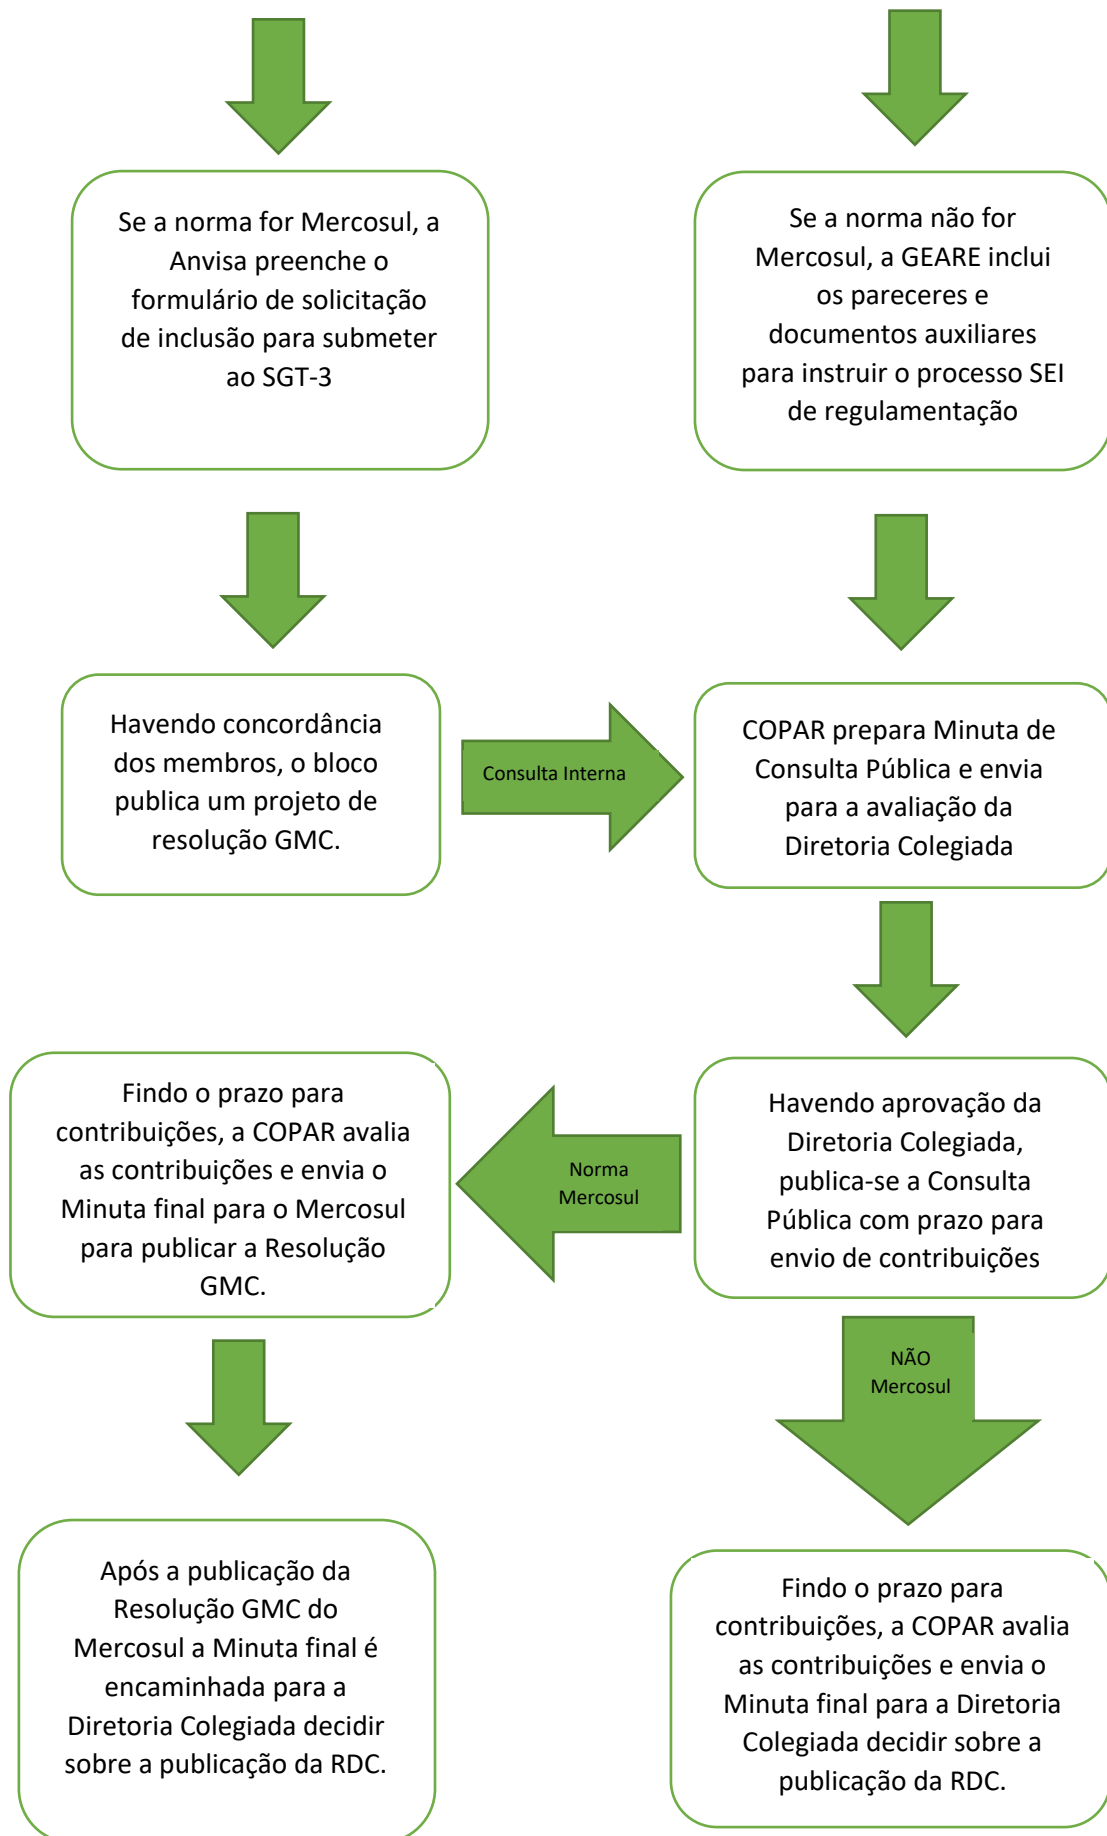 Se a norma for Mercosul, a
Anvisa preenche o
formulário de solicitação
de inclusão para submeter
ao SGT-3
Se a norma não for
Mercosul, a GEARE inclui
os pareceres e
documentos auxiliares
para instruir o processo SEI
de regulamentação
Havendo concordância
dos membros, o bloco
publica um projeto de
resolução GMC.
Consulta Interna
COPAR prepara Minuta de
Consulta Pública e envia
para a avaliação da
Diretoria Colegiada
Findo o prazo para
contribuições, a COPAR avalia
as contribuições e envia o
Minuta final para o Mercosul
para publicar a Resolução
GMC.
Norma
Mercosul
Havendo aprovação da
Diretoria Colegiada,
publica-se a Consulta
Pública com prazo para
envio de contribuições
NÃO
Mercosul
Após a publicação da
Resolução GMC do
Mercosul a Minuta final é
encaminhada para a
Diretoria Colegiada decidir
sobre a publicação da RDC.
Findo o prazo para
contribuições, a COPAR avalia
as contribuições e envia o
Minuta final para a Diretoria
Colegiada decidir sobre a
publicação da RDC.